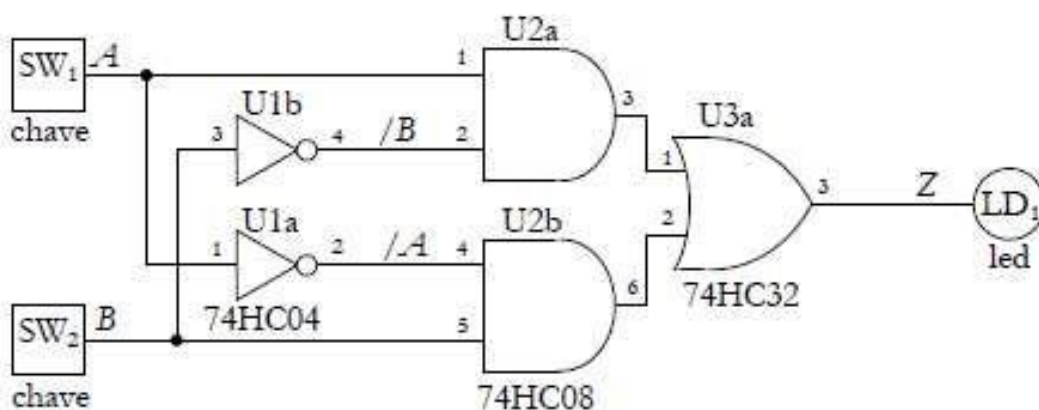 SW₁
A
chave
U1b
3
4
/B
U2a
1
2
3
U1a
1
2
/A
74HC04
U2b
4
5
6
74HC08
SW₂
B
chave
U3a
1
2
3
74HC32
Z
LD₁
led